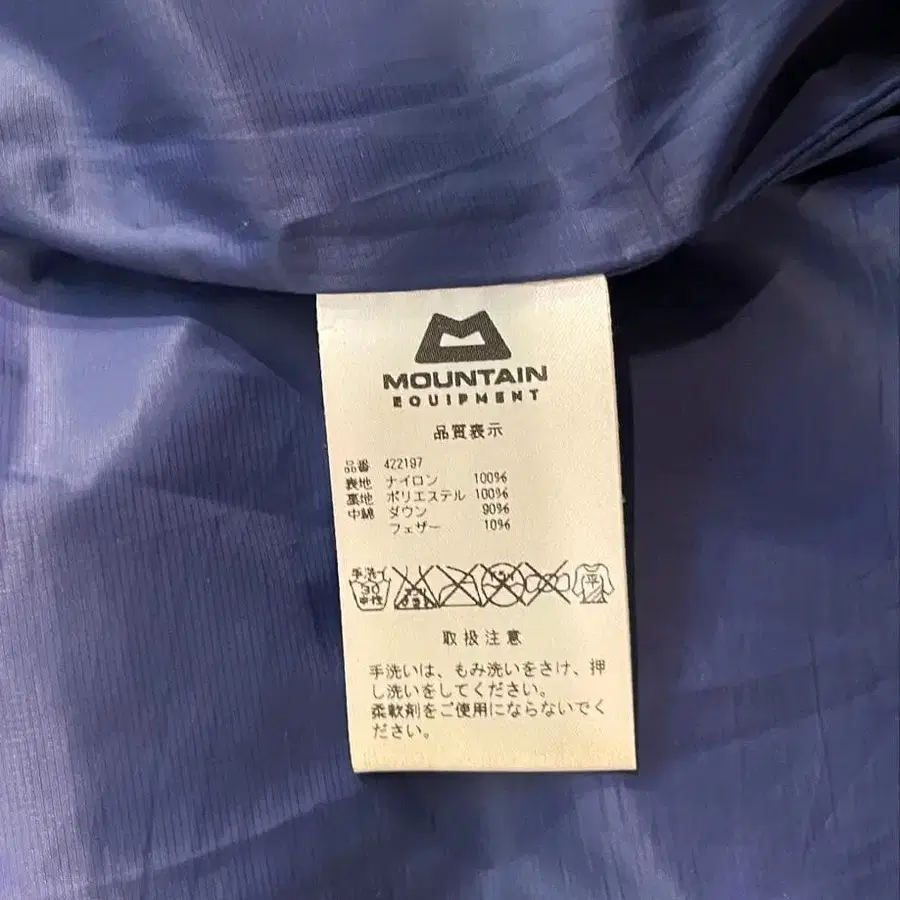 MOUNTAIN
EQUIPMENT
品質表示
品番 422197
表地 ナイロン 100%
裏地 ポリエステル 100%
中綿 ダウン 90%
フェザー 10%
手洗イ
30
中性
平
取扱注意
手洗いは、もみ洗いをさけ、押
し洗いをしてください。
柔軟剤をご使用にならないでく
ださい。